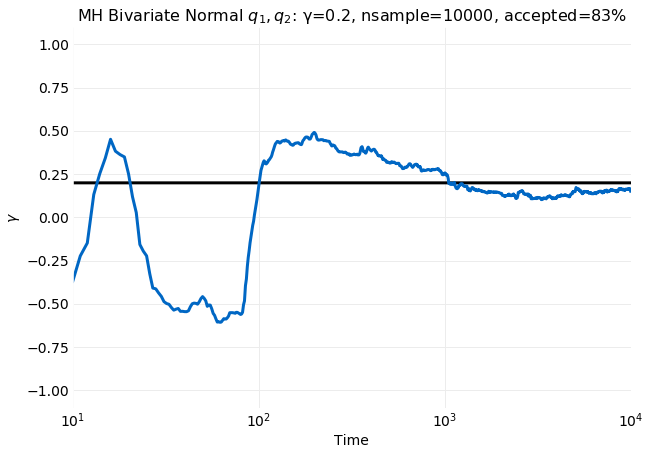 MH Bivariate Normal q₁, q₂: γ=0.2, nsample=10000, accepted=83%
1.00
0.75
0.50
0.25
0.00
−0.25
−0.50
−0.75
−1.00
γ
10¹ 10² 10³ 10⁴
Time